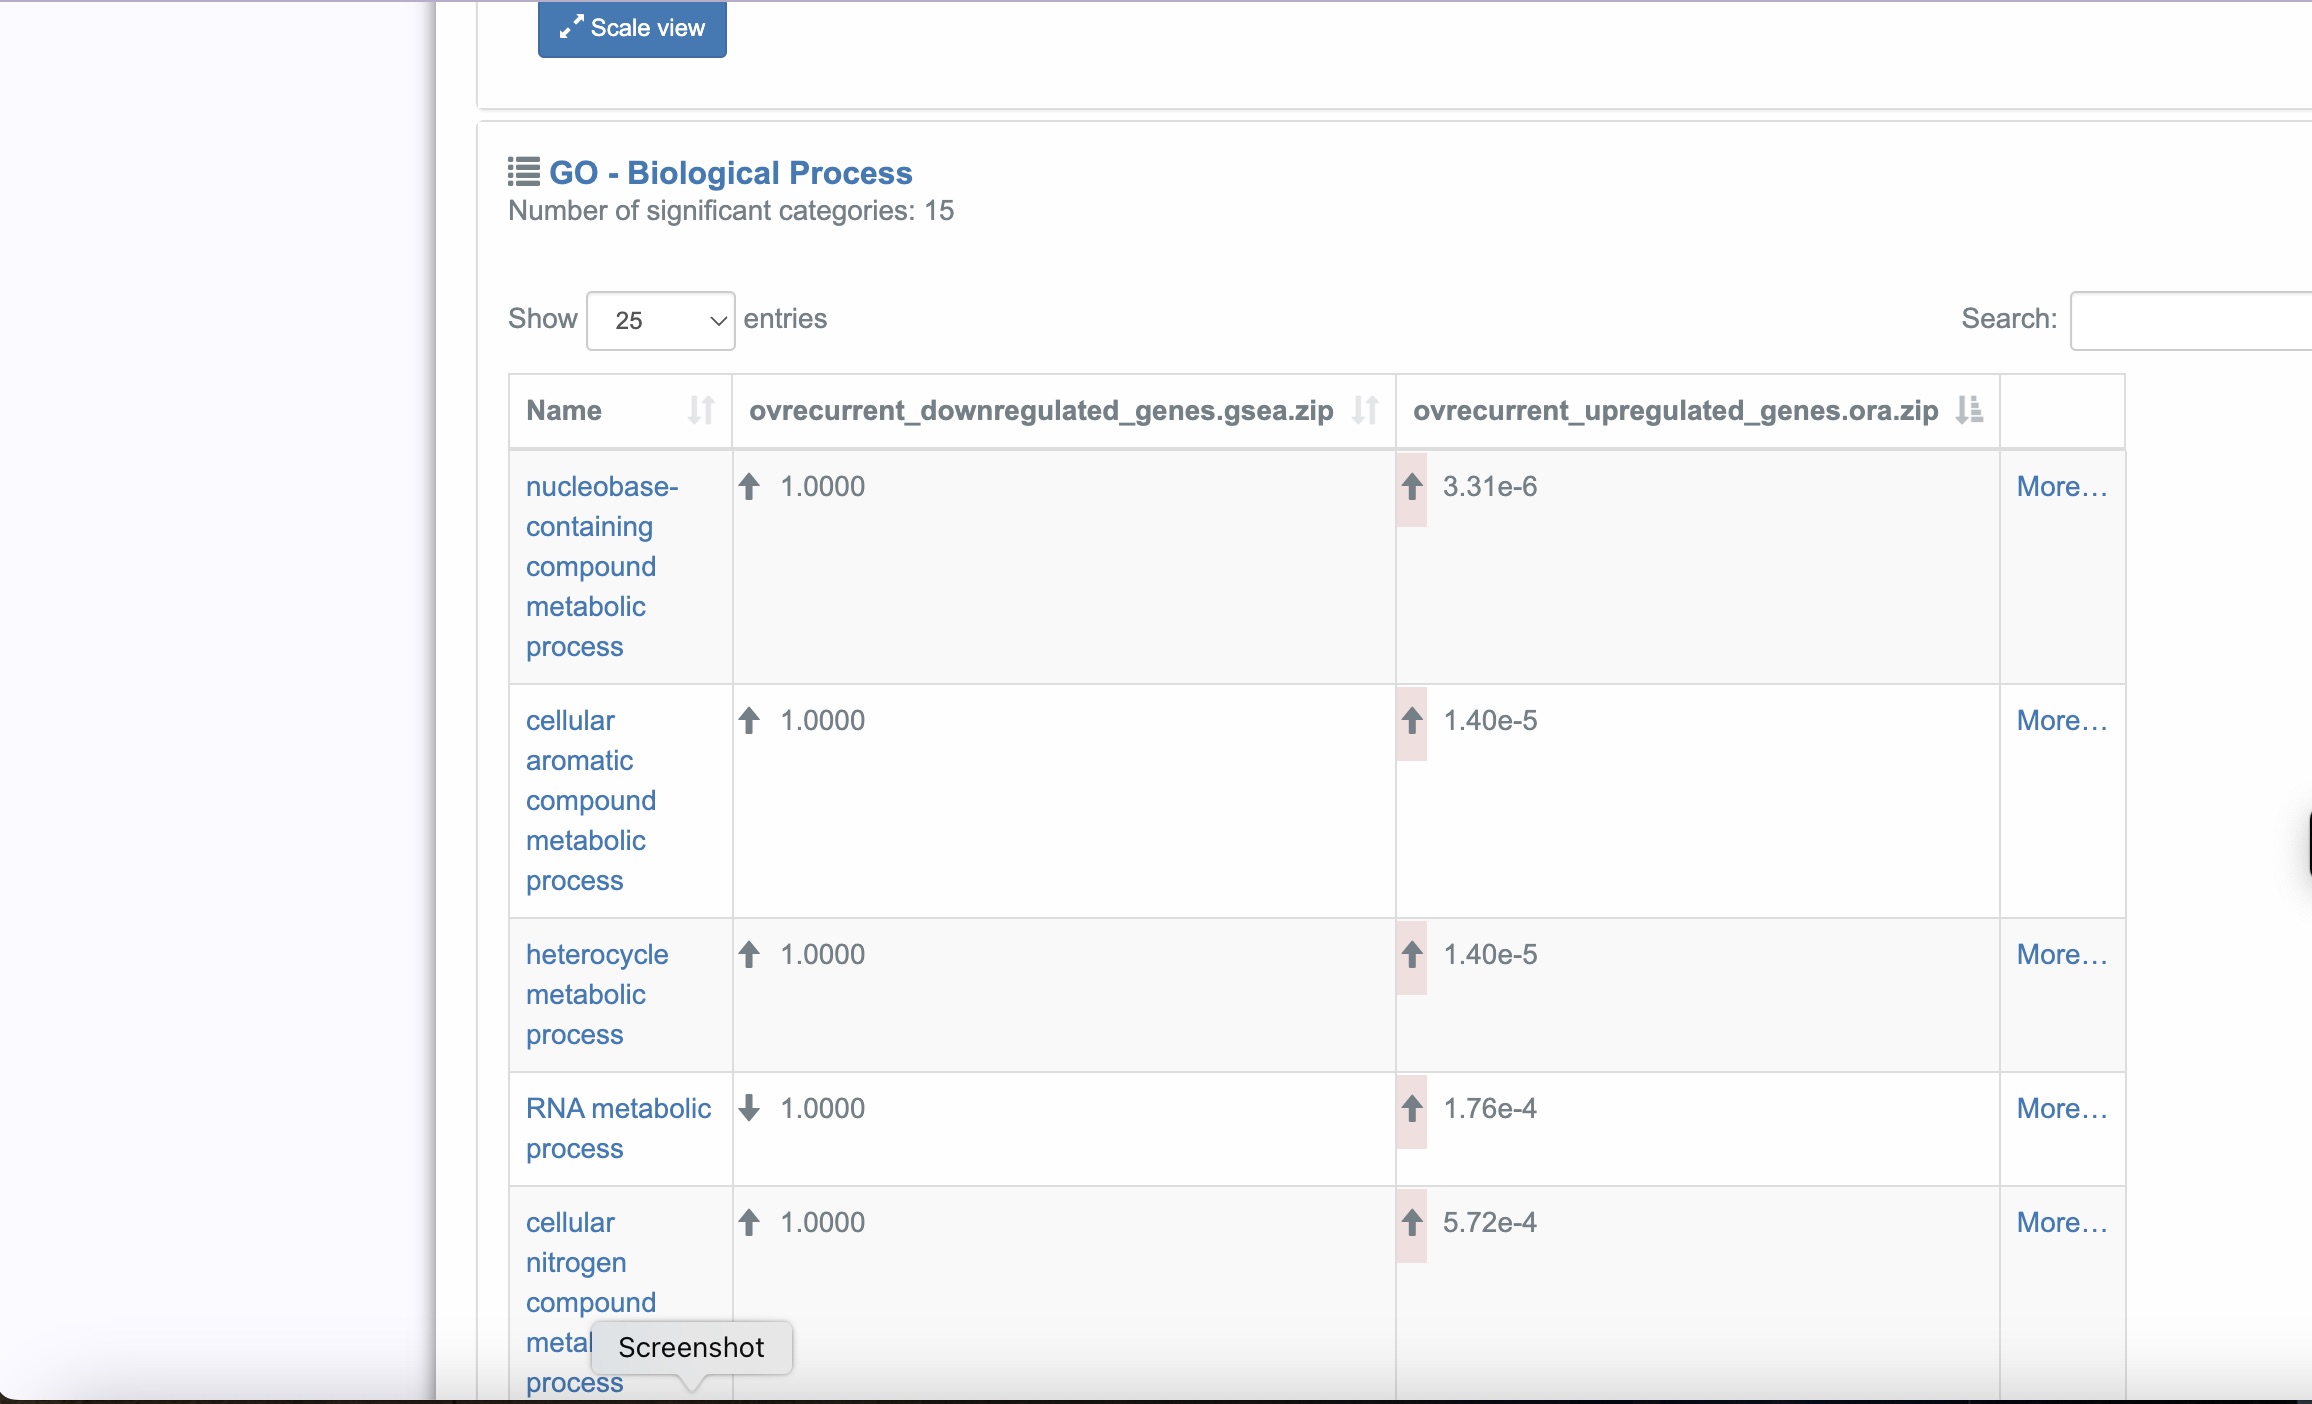 Scale view
GO - Biological Process
Number of significant categories: 15
Show 25 entries
Search:
Name ovrecurrent_downregulated_genes.gsea.zip ovrecurrent_upregulated_genes.ora.zip
nucleobase- 1.0000 3.31e-6 More…
containing
compound
metabolic
process
cellular 1.0000 1.40e-5 More…
aromatic
compound
metabolic
process
heterocycle 1.0000 1.40e-5 More…
metabolic
process
RNA metabolic 1.0000 1.76e-4 More…
process
cellular 1.0000 5.72e-4 More…
nitrogen
compound
Screenshot
process